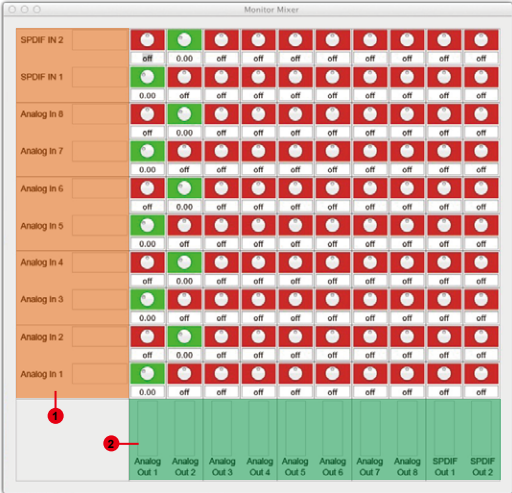 Monitor Mixer
SPDIF IN 2
off 0.00 off off off off off off off off
SPDIF IN 1
0.00 off off off off off off off off off
Analog In 8
off 0.00 off off off off off off off off
Analog In 7
0.00 off off off off off off off off off
Analog In 6
off 0.00 off off off off off off off off
Analog In 5
0.00 off off off off off off off off off
Analog In 4
off 0.00 off off off off off off off off
Analog In 3
0.00 off off off off off off off off off
Analog In 2
off 0.00 off off off off off off off off
Analog In 1
0.00 off off off off off off off off off
1
2
Analog Analog Analog Analog Analog Analog Analog Analog SPDIF SPDIF
Out 1 Out 2 Out 3 Out 4 Out 5 Out 6 Out 7 Out 8 Out 1 Out 2